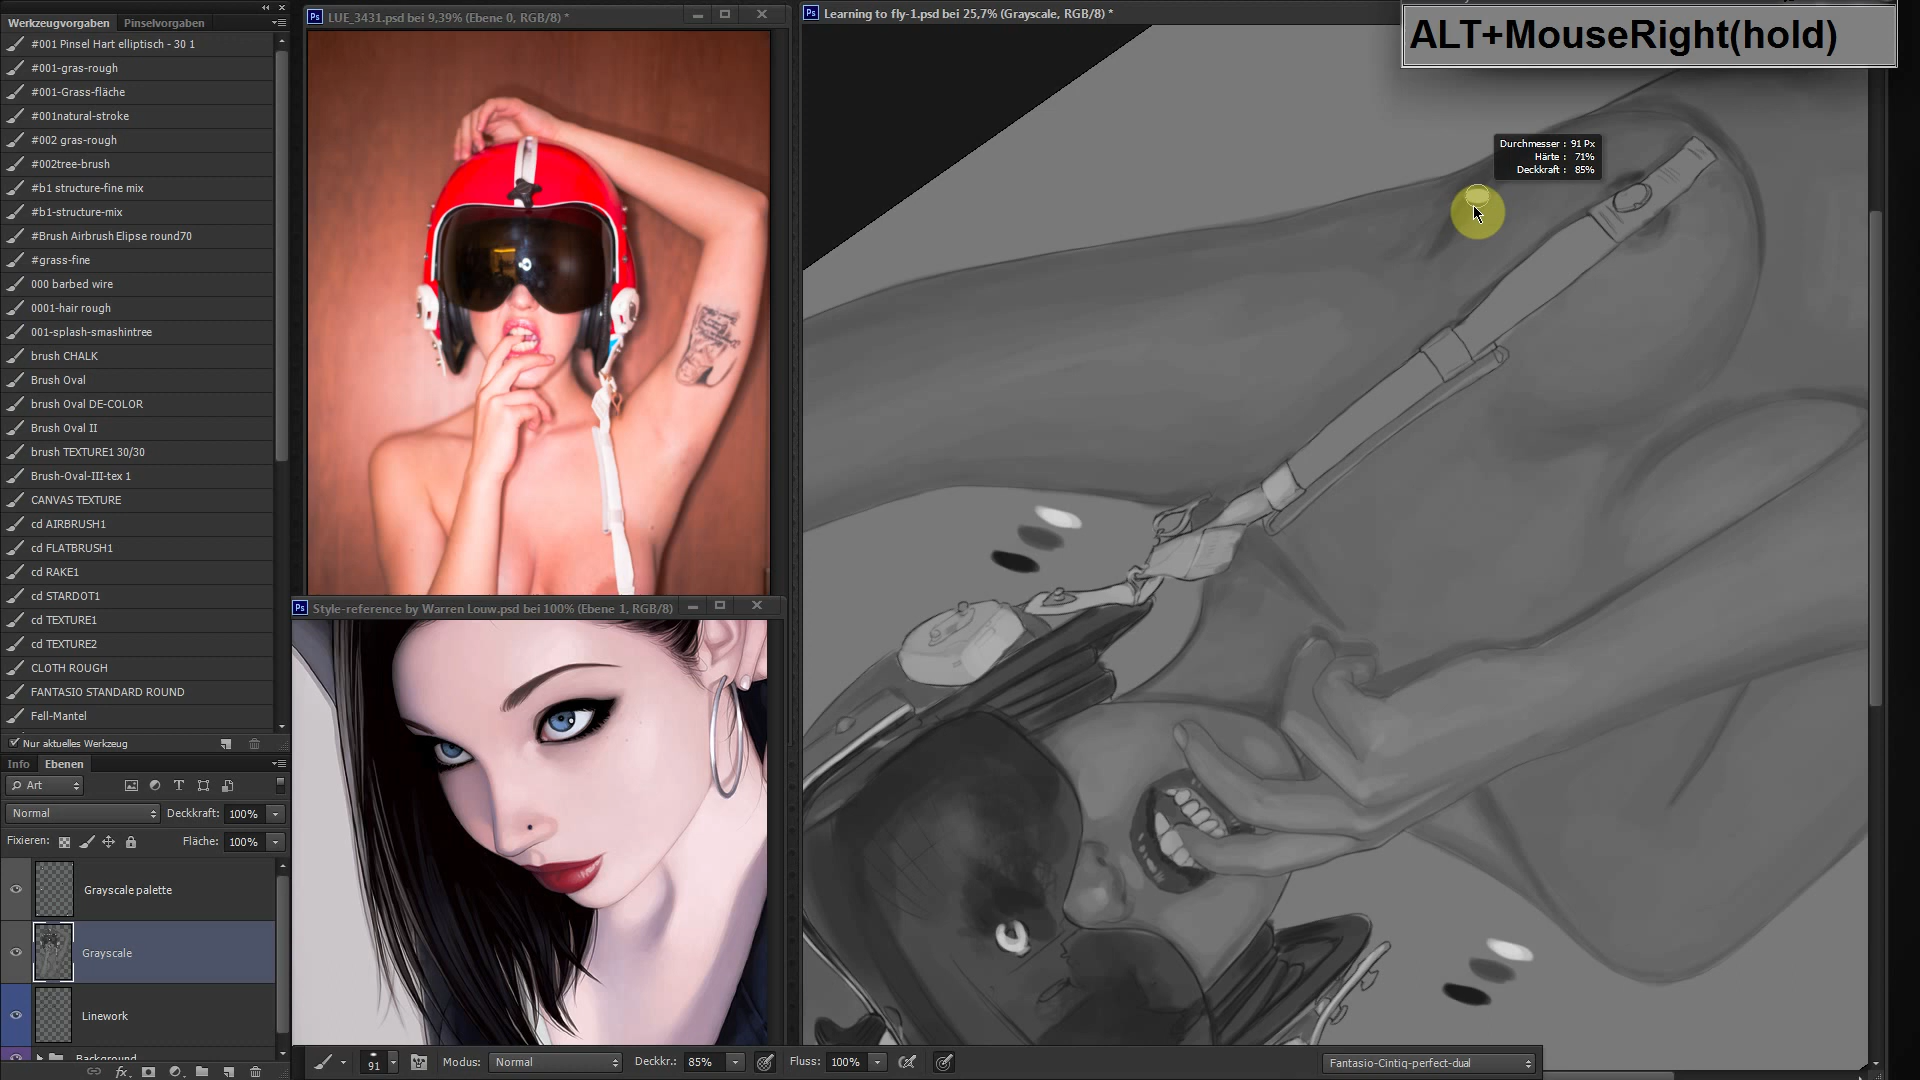 Werkzeugvorgaben
Pinselvorgaben
#001 Pinsel Hart elliptisch - 30 1
#001-gras-rough
#001-Grass-fläche
#001natural-stroke
#002 gras-rough
#002tree-brush
#b1 structure-fine mix
#b1-structure-mix
#Brush Airbrush Elipse round70
#grass-fine
000 barbed wire
0001-hair rough
001-splash-smashintree
brush CHALK
Brush Oval
brush Oval DE-COLOR
Brush Oval II
brush TEXTURE1 30/30
Brush-Oval-III-tex 1
CANVAS TEXTURE
cd AIRBRUSH1
cd FLATBRUSH1
cd RAKE1
cd STARDOT1
cd TEXTURE1
cd TEXTURE2
CLOTH ROUGH
FANTASIO STANDARD ROUND
Fell-Mantel
Nur aktuelles Werkzeug
Info
Ebenen
Art
Normal
Deckkraft: 100%
Fixieren:
Fläche: 100%
Grayscale palette
Grayscale
Linework
Background
fx
Ps LUE_3431.psd bei 9,39% (Ebene 0, RGB/8) *
Ps Style-reference by Warren Louw.psd bei 100% (Ebene 1, RGB/8)
Ps Learning to fly-1.psd bei 25,7% (Grayscale, RGB/8) *
ALT+MouseRight(hold)
Durchmesser : 91 Px
Härte : 71%
Deckkraft : 85%
91
Modus: Normal
Deckkr.: 85%
Fluss: 100%
Fantasio-Cintiq-perfect-dual